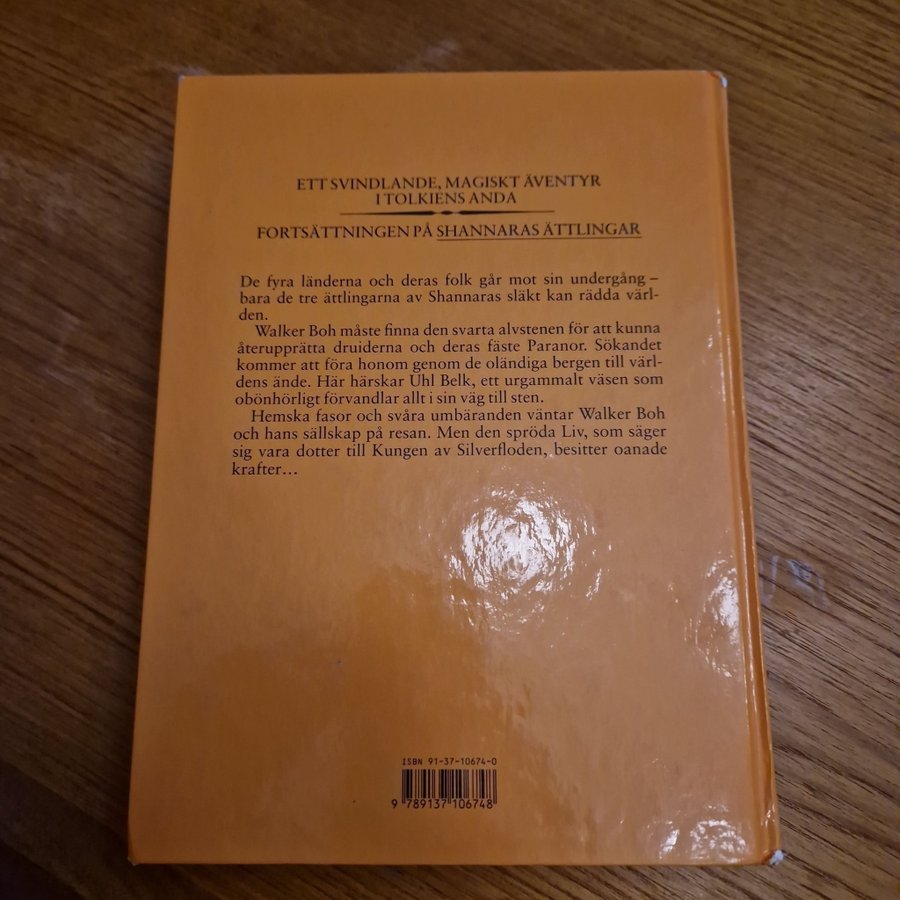 ETT SVINDLANDE, MAGISKT ÄVENTYR
I TOLKIENS ANDA
FORTSÄTTNINGEN PÅ SHANNARAS ÄTTLINGAR
De fyra länderna och deras folk går mot sin undergång –
bara de tre ättlingarna av Shannaras släkt kan rädda värl-
den.
Walker Boh måste finna den svarta alvstenen för att kunna
återupprätta druiderna och deras fäste Paranor. Sökandet
kommer att föra honom genom de oländiga bergen till värl-
dens ände. Här härskar Uhl Belk, ett urgammalt väsen som
obönhörligt förvandlar allt i sin väg till sten.
Hemska fasor och svåra umbäranden väntar Walker Boh
och hans sällskap på resan. Men den spröda Liv, som säger
sig vara dotter till Kungen av Silverfloden, besitter oanade
krafter...
ISBN 91-37-10674-0
9 789137 106748